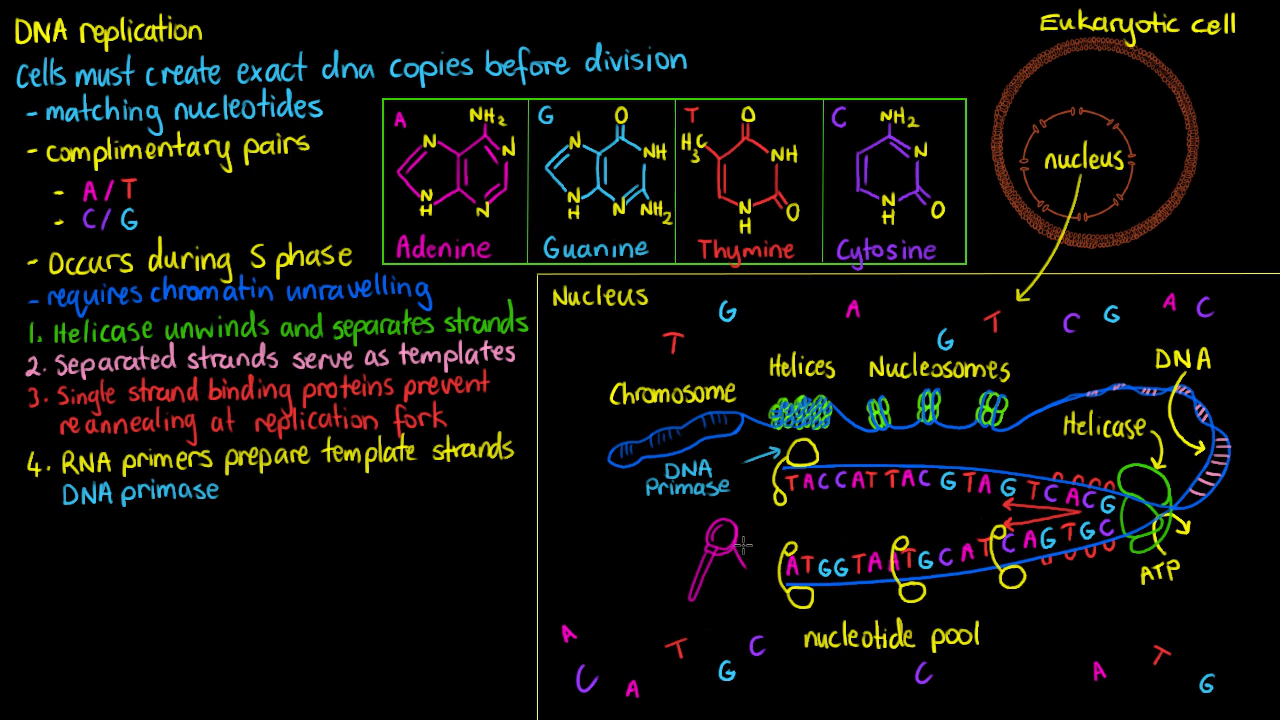 DNA replication
Cells must create exact dna copies before division
- matching nucleotides
- complimentary pairs
- A/T
- C/G
- Occurs during S phase
- requires chromatin unravelling
1. Helicase unwinds and separates strands
2. Separated strands serve as templates
3. Single strand binding proteins prevent
reannealing at replication fork
4. RNA primers prepare template strands
DNA primase
A
NH2
N
N
N
H
N
Adenine
G
O
N
NH
N
H
N
NH2
Guanine
T
O
H3C
NH
N
H
O
Thymine
C
NH2
N
N
H
O
Cytosine
Eukaryotic cell
nucleus
Nucleus
T G A G T C G A C
Chromosome
Helices
Nucleosomes
DNA
Helicase
DNA
Primase
TACCATTACGTAGTCACG
ATGGTAATGCATCAGTGC
ATP
nucleotide pool
A C A T G C C A T G